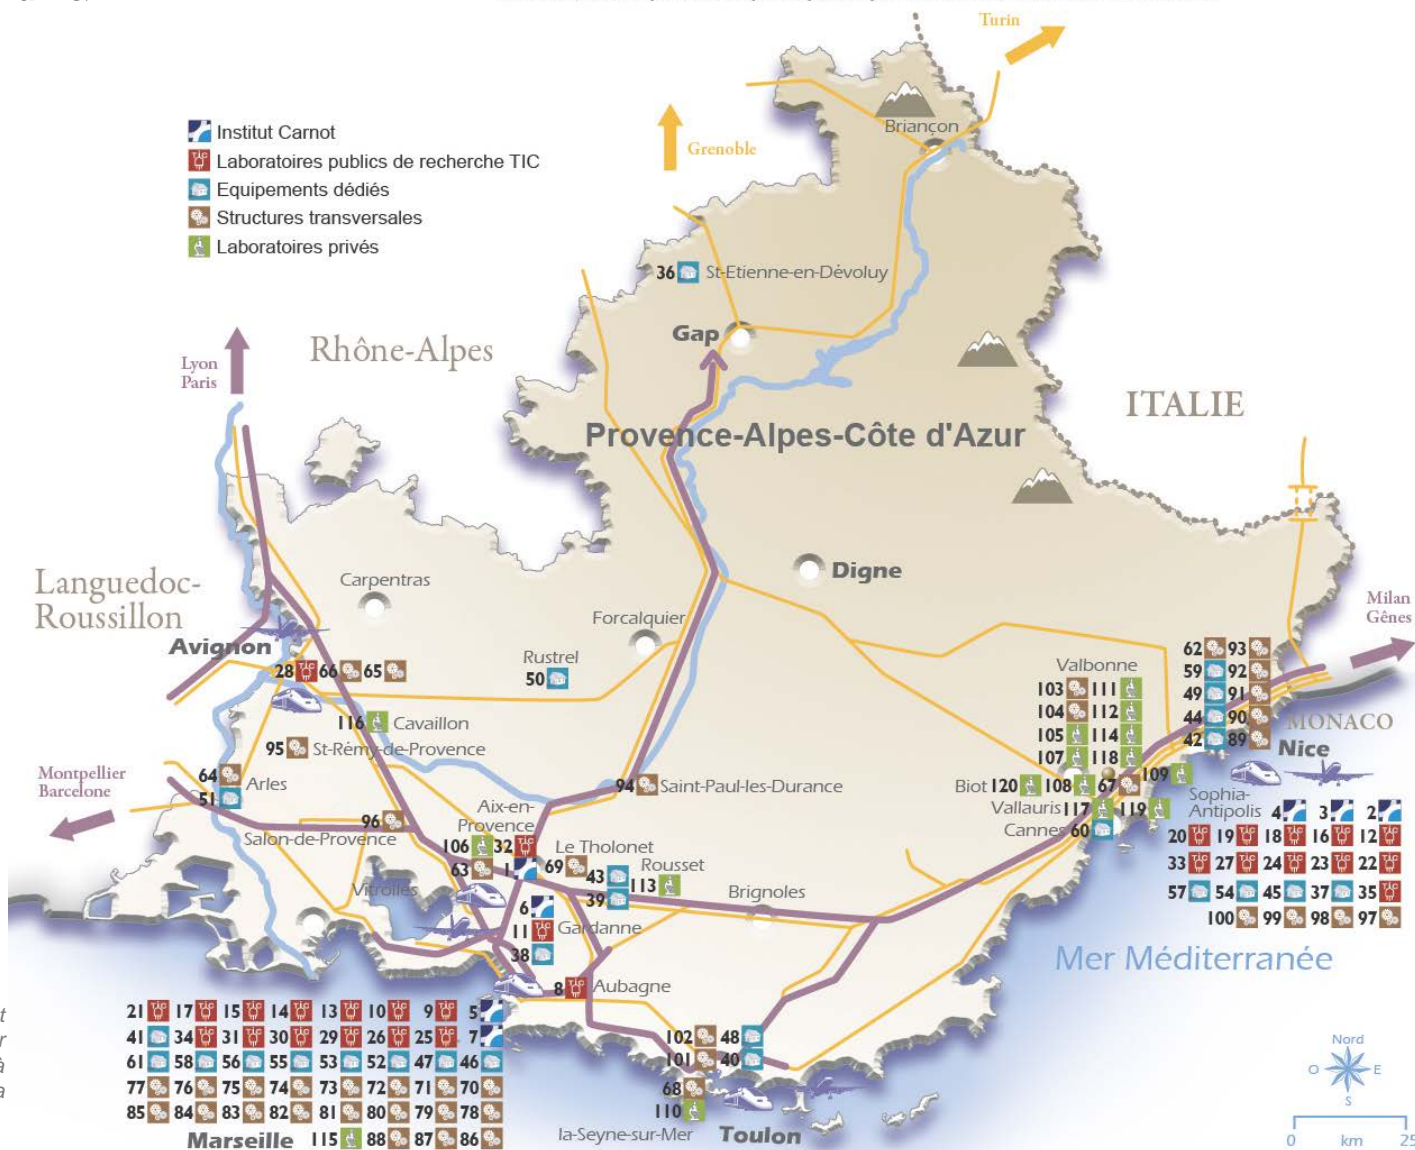 Turin
Grenoble
Briançon
Institut Carnot
Laboratoires publics de recherche TIC
Equipements dédiés
Structures transversales
Laboratoires privés
36 St-Etienne-en-Dévoluy
Gap
Rhône-Alpes
Lyon
Paris
ITALIE
Provence-Alpes-Côte d'Azur
Languedoc-
Roussillon
Carpentras
Digne
Forcalquier
Avignon
28 66 65
Rustrel
50
Milan
Gênes
116 Cavaillon
95 St-Rémy-de-Provence
64
51
Arles
Montpellier
Barcelone
94 Saint-Paul-les-Durance
96
Salon-de-Provence
Aix-en-
Provence
106 32
63 1
Le Tholonet
69
43
39
Rousset
113
Vitrolles
Brignoles
6
11 Gardanne
38
8 Aubagne
Valbonne
103 111
104 112
105 114
107 118
Biot 120 108 67 109
Vallauris 117 119
Cannes
60
62 93
59 92
49 91
44 90
42 89
MONACO
Nice
Sophia-
Antipolis
4 3 2
20 19 18 16 12
33 27 24 23 22
57 54 45 37 35
100 99 98 97
Mer Méditerranée
21 17 15 14 13 10 9 5
41 34 31 30 29 26 25 7
61 58 56 55 53 52 47 46
77 76 75 74 73 72 71 70
85 84 83 82 81 80 79 78
Marseille 115 88 87 86
102 48
101 40
68
110
la-Seyne-sur-Mer
Toulon
Nord
O E
S
0 km 25